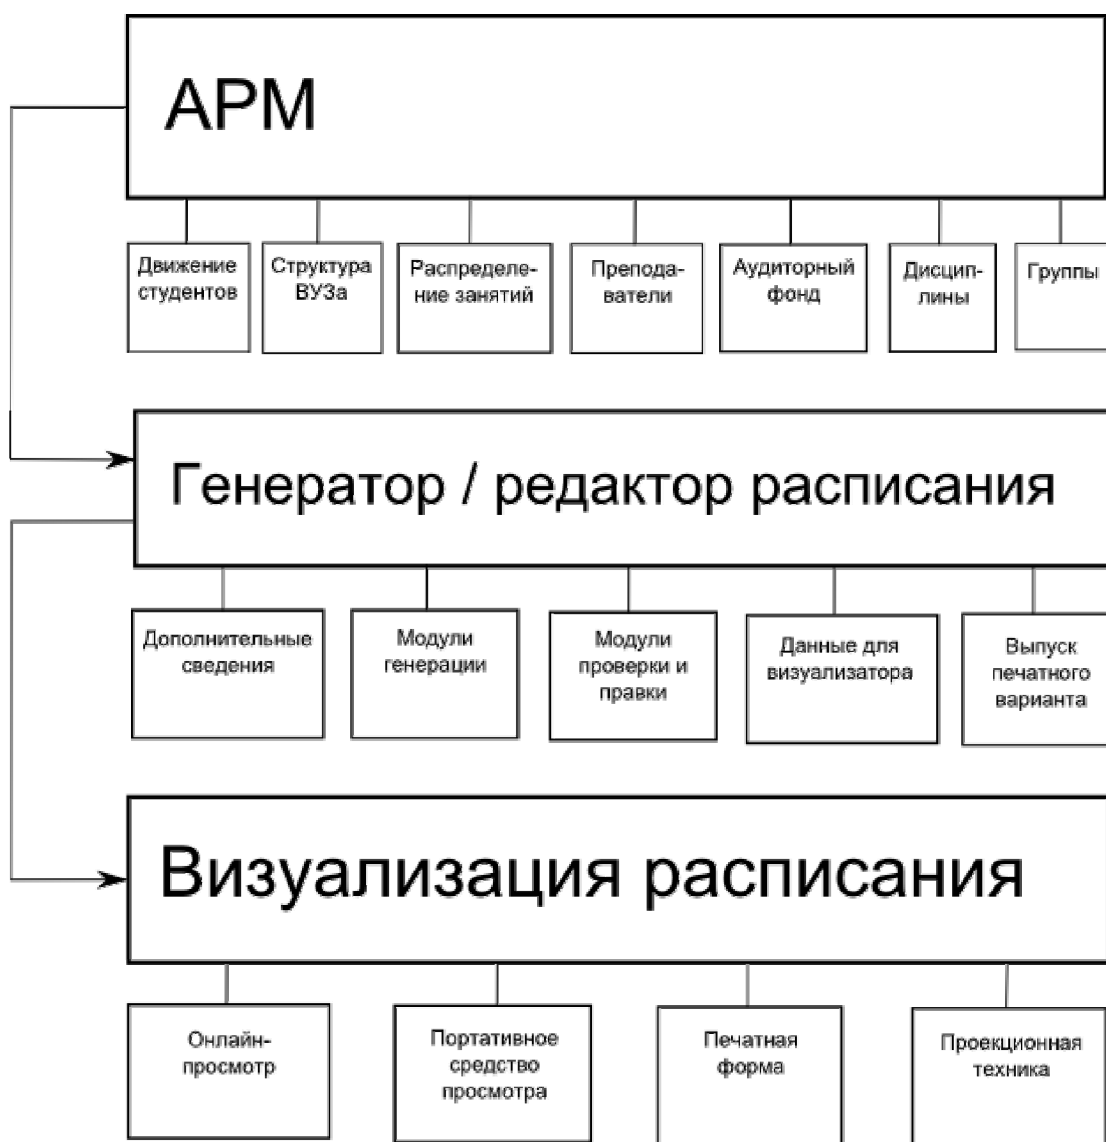 АРМ
Движение
студентов
Структура
ВУЗа
Распределе-
ние занятий
Препода-
ватели
Аудиторный
фонд
Дисцип-
лины
Группы
Генератор / редактор расписания
Дополнительные
сведения
Модули
генерации
Модули
проверки и
правки
Данные для
визуализатора
Выпуск
печатного
варианта
Визуализация расписания
Онлайн-
просмотр
Портативное
средство
просмотра
Печатная
форма
Проекционная
техника